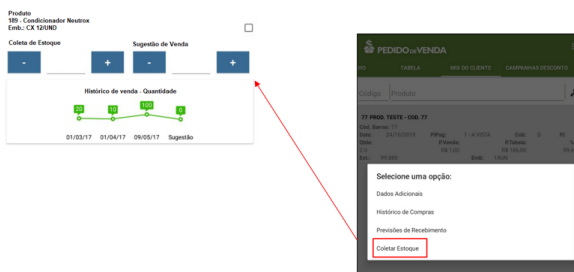 Produto
189 - Condicionador Neutrox
Emb.: CX 12/UND
Coleta de Estoque
Sugestão de Venda
-
+
-
+
Histórico de venda - Quantidade
20
10
100
0
01/03/17 01/04/17 09/05/17 Sugestão
PEDIDO DE VENDA
TABELA
MIX DO CLIENTE
CAMPANHAS DESCONTO
Código
Produto
77 PROD. TESTE - COD. 77
Cód. Barras: 77
Selecione uma opção:
Dados Adicionais
Histórico de Compras
Previsões de Recebimento
Coletar Estoque